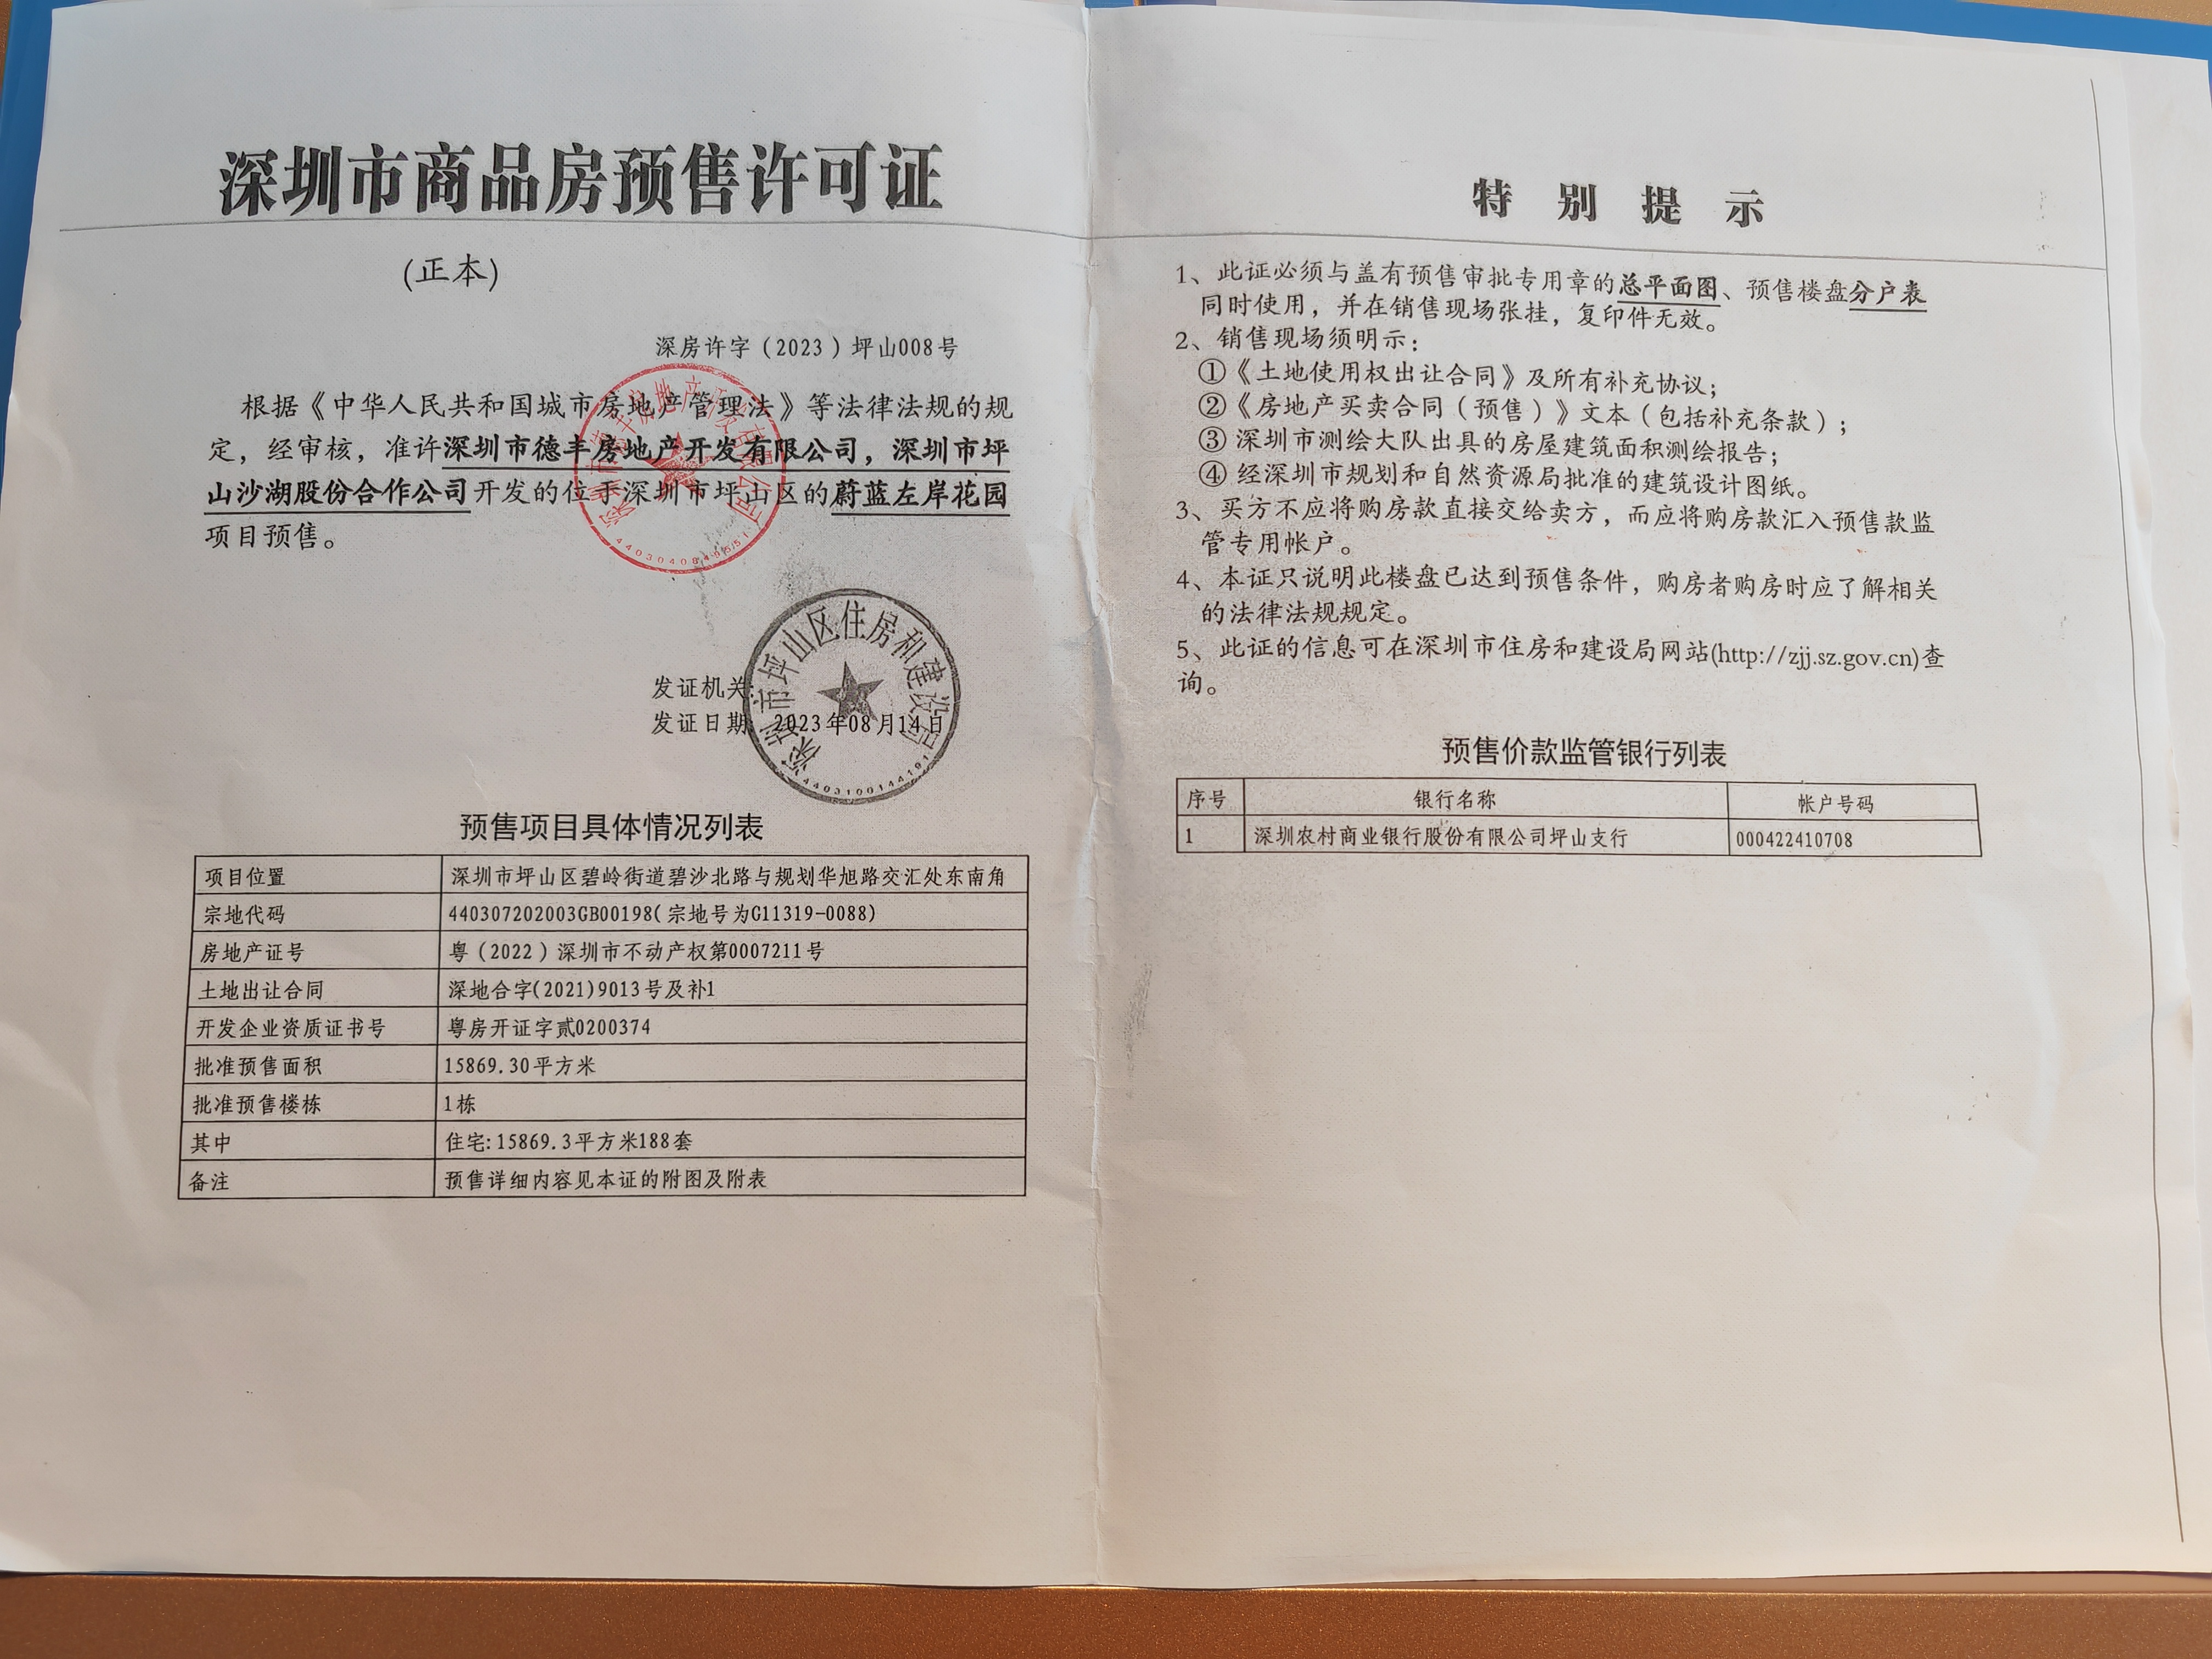 深圳市商品房预售许可证
(正本)
深房许字（2023）坪山008号
根据《中华人民共和国城市房地产管理法》等法律法规的规
定，经审核，准许深圳市德丰房地产开发有限公司，深圳市坪
山沙湖股份合作公司开发的位于深圳市坪山区的蔚蓝左岸花园
项目预售。
发证机关:
发证日期: 2023年08月14日
深圳市坪山区住房和建设局
预售项目具体情况列表
项目位置 深圳市坪山区碧岭街道碧沙北路与规划华旭路交汇处东南角
宗地代码 440307202003GB00198(宗地号为G11319-0088)
房地产证号 粤（2022）深圳市不动产权第0007211号
土地出让合同 深地合字(2021)9013号及补1
开发企业资质证书号 粤房开证字贰0200374
批准预售面积 15869.30平方米
批准预售楼栋 1栋
其中 住宅:15869.3平方米188套
备注 预售详细内容见本证的附图及附表
特别提示
1、此证必须与盖有预售审批专用章的总平面图、预售楼盘分户表
同时使用，并在销售现场张挂，复印件无效。
2、销售现场须明示：
①《土地使用权出让合同》及所有补充协议；
②《房地产买卖合同（预售）》文本（包括补充条款）；
③ 深圳市测绘大队出具的房屋建筑面积测绘报告；
④ 经深圳市规划和自然资源局批准的建筑设计图纸。
3、买方不应将购房款直接交给卖方，而应将购房款汇入预售款监
管专用帐户。
4、本证只说明此楼盘已达到预售条件，购房者购房时应了解相关
的法律法规规定。
5、此证的信息可在深圳市住房和建设局网站(http://zjj.sz.gov.cn)查
询。
预售价款监管银行列表
序号 银行名称 帐户号码
1 深圳农村商业银行股份有限公司坪山支行 000422410708